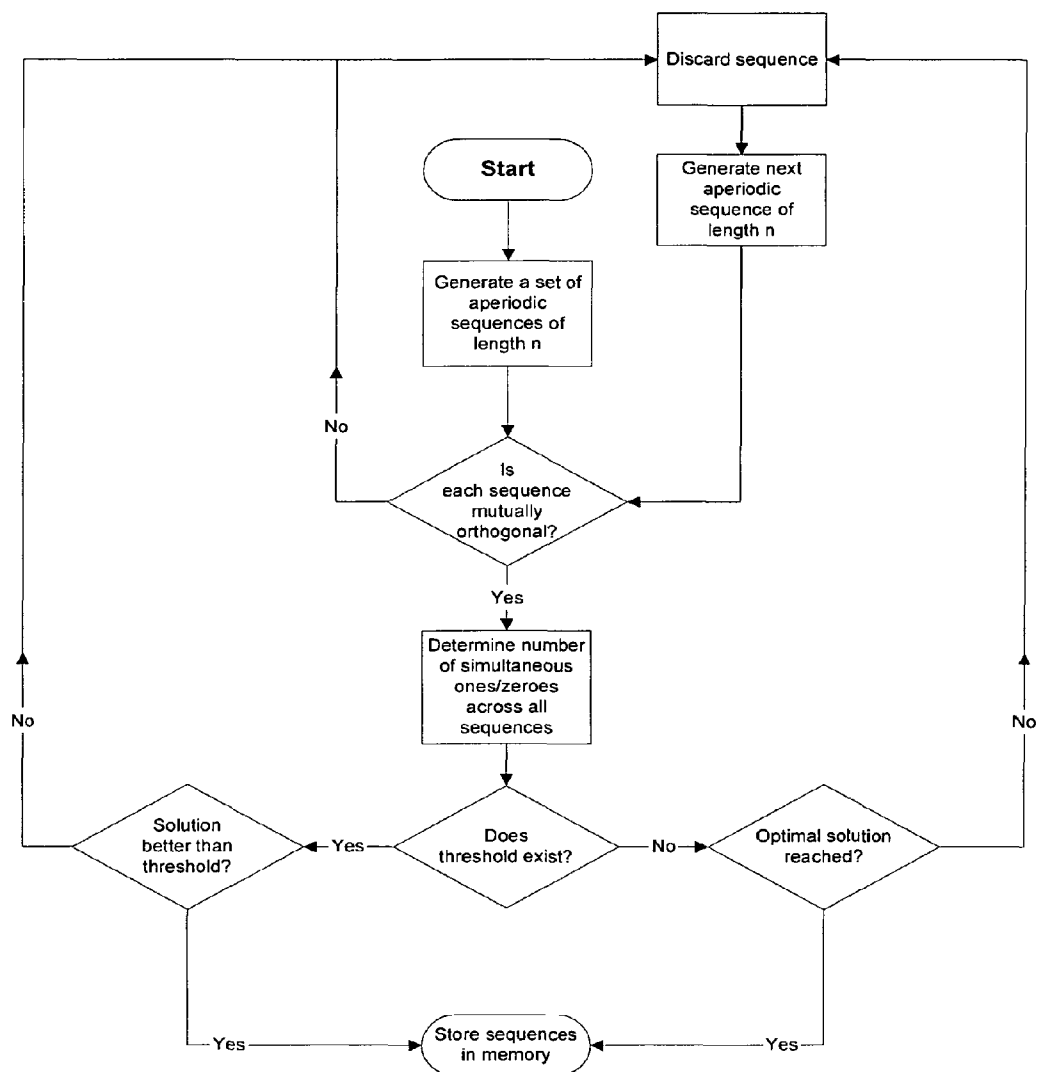 Discard sequence
Start
Generate next
aperiodic
sequence of
length n
Generate a set of
aperiodic
sequences of
length n
No
Is
each sequence
mutually
orthogonal?
Yes
Determine number
of simultaneous
ones/zeroes
across all
sequences
No
No
Solution
better than
threshold?
Yes
Does
threshold exist?
No
Optimal solution
reached?
Yes
Store sequences
in memory
Yes